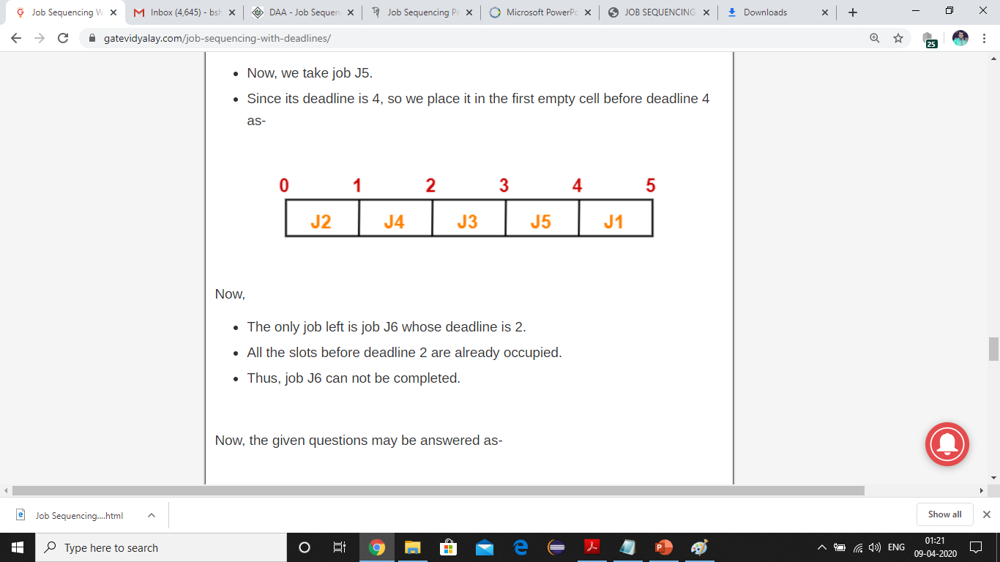 Job Sequencing W
Inbox (4,645) - bsh
DAA - Job Sequen
Job Sequencing Pr
Microsoft PowerPo
JOB SEQUENCING
Downloads
gatevidyalay.com/job-sequencing-with-deadlines/
25
• Now, we take job J5.
• Since its deadline is 4, so we place it in the first empty cell before deadline 4
as-
0 1 2 3 4 5
J2 J4 J3 J5 J1
Now,
• The only job left is job J6 whose deadline is 2.
• All the slots before deadline 2 are already occupied.
• Thus, job J6 can not be completed.
Now, the given questions may be answered as-
Job Sequencing....html
Show all
Type here to search
ENG
01:21
09-04-2020